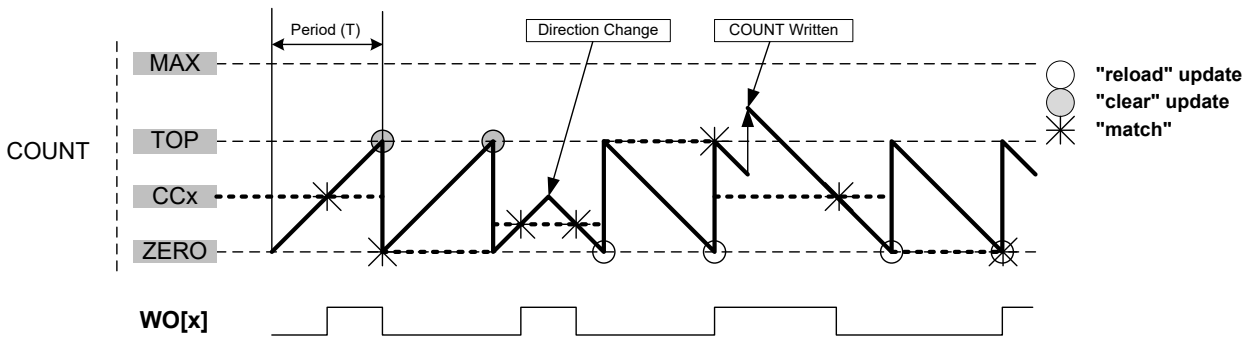 Period (T)
Direction Change
COUNT Written
MAX
"reload" update
"clear" update
TOP
"match"
COUNT
CCx
ZERO
WO[x]